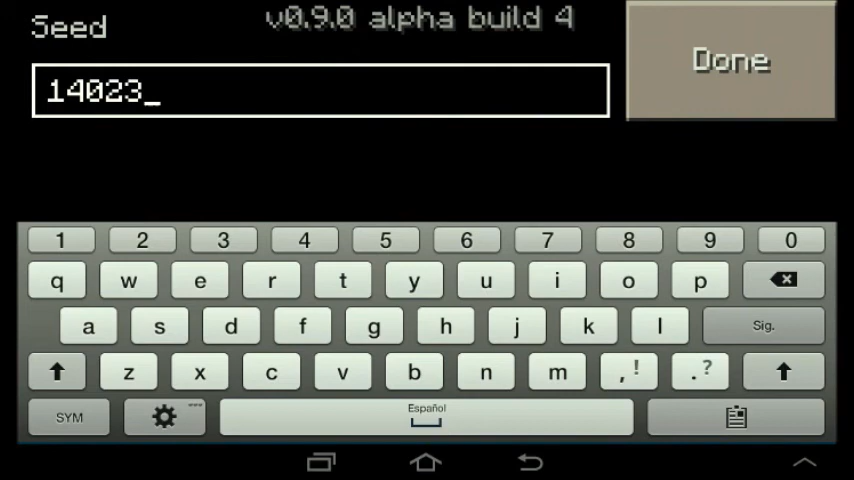 Seed
v0.9.0 alpha build 4
Done
14023_
1 2 3 4 5 6 7 8 9 0
q w e r t y u i o p
a s d f g h j k l Sig.
z x c v b n m , ! . ?
SYM Español